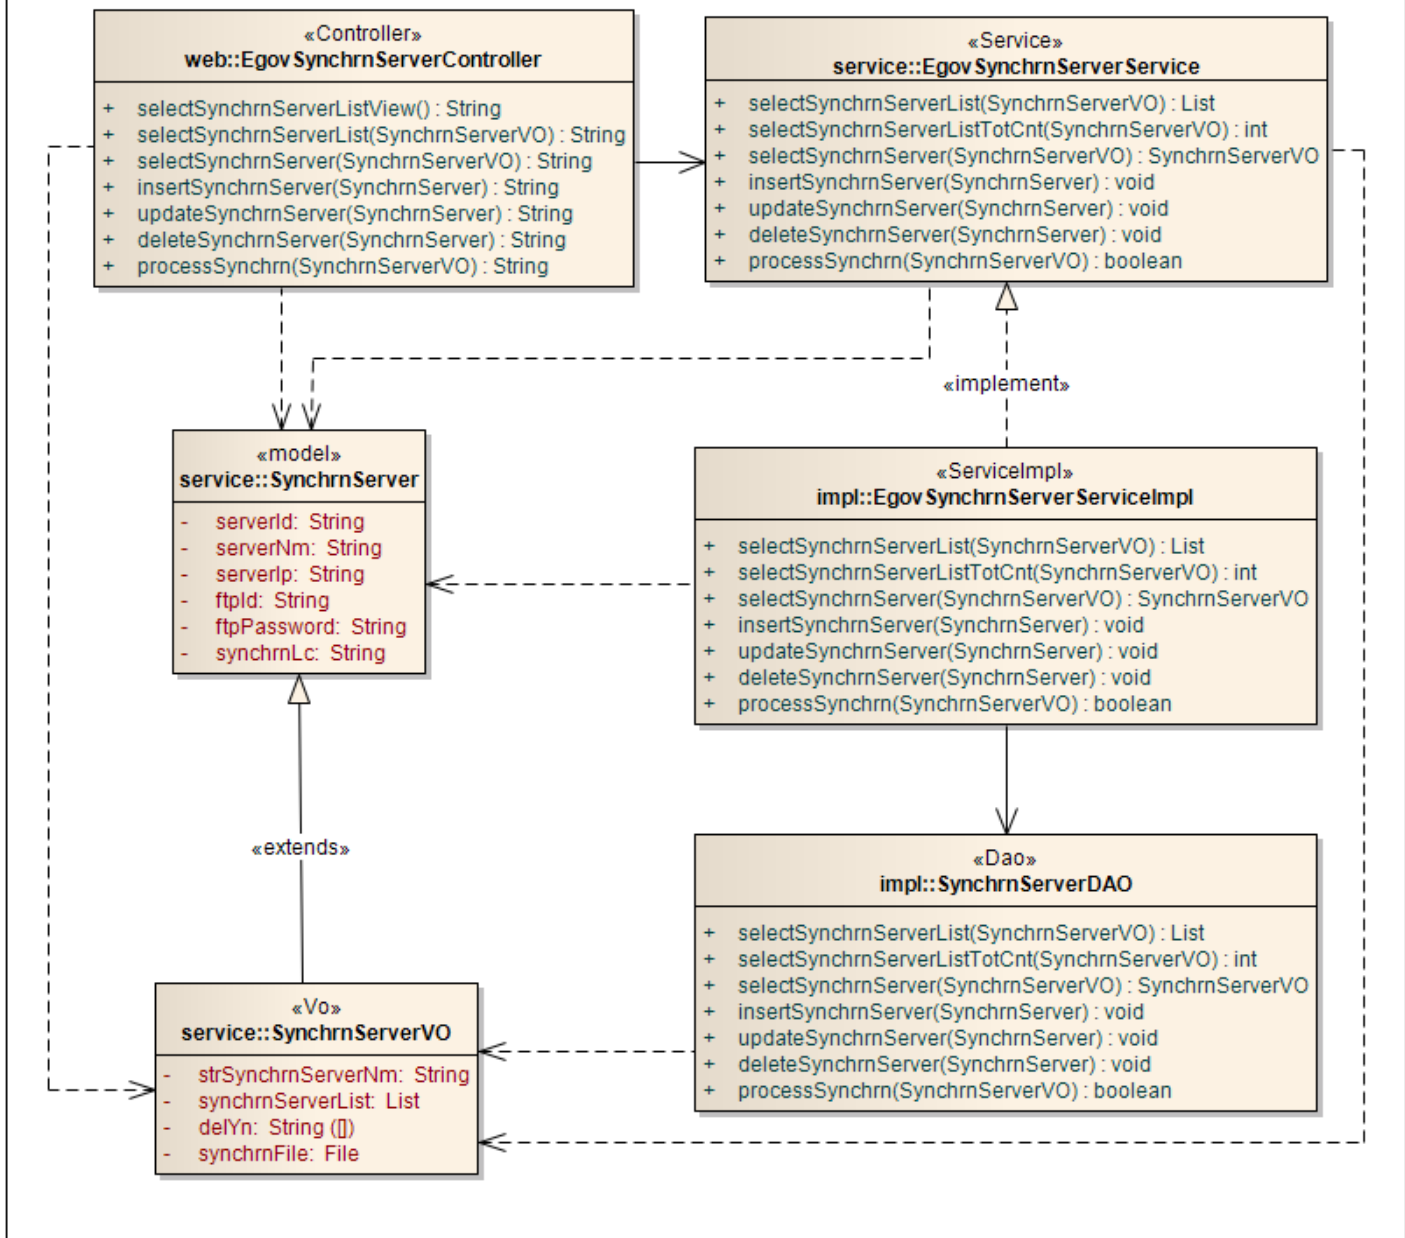 «Controller»
web::EgovSynchrnServerController
+ selectSynchrnServerListView() : String
+ selectSynchrnServerList(SynchrnServerVO) : String
+ selectSynchrnServer(SynchrnServerVO) : String
+ insertSynchrnServer(SynchrnServer) : String
+ updateSynchrnServer(SynchrnServer) : String
+ deleteSynchrnServer(SynchrnServer) : String
+ processSynchrn(SynchrnServerVO) : String
«Service»
service::EgovSynchrnServerService
+ selectSynchrnServerList(SynchrnServerVO) : List
+ selectSynchrnServerListTotCnt(SynchrnServerVO) : int
+ selectSynchrnServer(SynchrnServerVO) : SynchrnServerVO
+ insertSynchrnServer(SynchrnServer) : void
+ updateSynchrnServer(SynchrnServer) : void
+ deleteSynchrnServer(SynchrnServer) : void
+ processSynchrn(SynchrnServerVO) : boolean
«implement»
«model»
service::SynchrnServer
- serverId: String
- serverNm: String
- serverIp: String
- ftpId: String
- ftpPassword: String
- synchrnLc: String
«ServiceImpl»
impl::EgovSynchrnServerServiceImpl
+ selectSynchrnServerList(SynchrnServerVO) : List
+ selectSynchrnServerListTotCnt(SynchrnServerVO) : int
+ selectSynchrnServer(SynchrnServerVO) : SynchrnServerVO
+ insertSynchrnServer(SynchrnServer) : void
+ updateSynchrnServer(SynchrnServer) : void
+ deleteSynchrnServer(SynchrnServer) : void
+ processSynchrn(SynchrnServerVO) : boolean
«extends»
«Dao»
impl::SynchrnServerDAO
+ selectSynchrnServerList(SynchrnServerVO) : List
+ selectSynchrnServerListTotCnt(SynchrnServerVO) : int
+ selectSynchrnServer(SynchrnServerVO) : SynchrnServerVO
+ insertSynchrnServer(SynchrnServer) : void
+ updateSynchrnServer(SynchrnServer) : void
+ deleteSynchrnServer(SynchrnServer) : void
+ processSynchrn(SynchrnServerVO) : boolean
«Vo»
service::SynchrnServerVO
- strSynchrnServerNm: String
- synchrnServerList: List
- delYn: String ([])
- synchrnFile: File